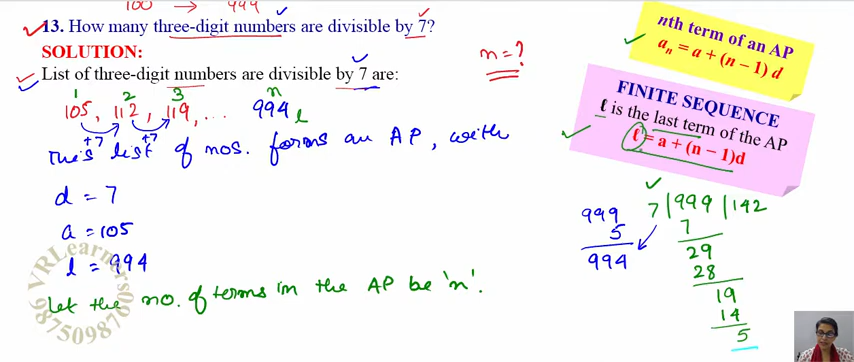 100 → 999
13. How many three-digit numbers are divisible by 7?
SOLUTION:
List of three-digit numbers are divisible by 7 are:
n = ?
1 2 3 n
105, 112, 119, ... 994 l
+7 +7
This list of nos. forms an AP, with
d = 7
a = 105
l = 994
Let the no. of terms in the AP be 'n'.
nth term of an AP
aₙ = a + (n – 1) d
FINITE SEQUENCE
ℓ is the last term of the AP
ℓ = a + (n – 1)d
999
5
994
7 | 999 | 142
7
29
28
19
14
5
VRLearners
9875098760